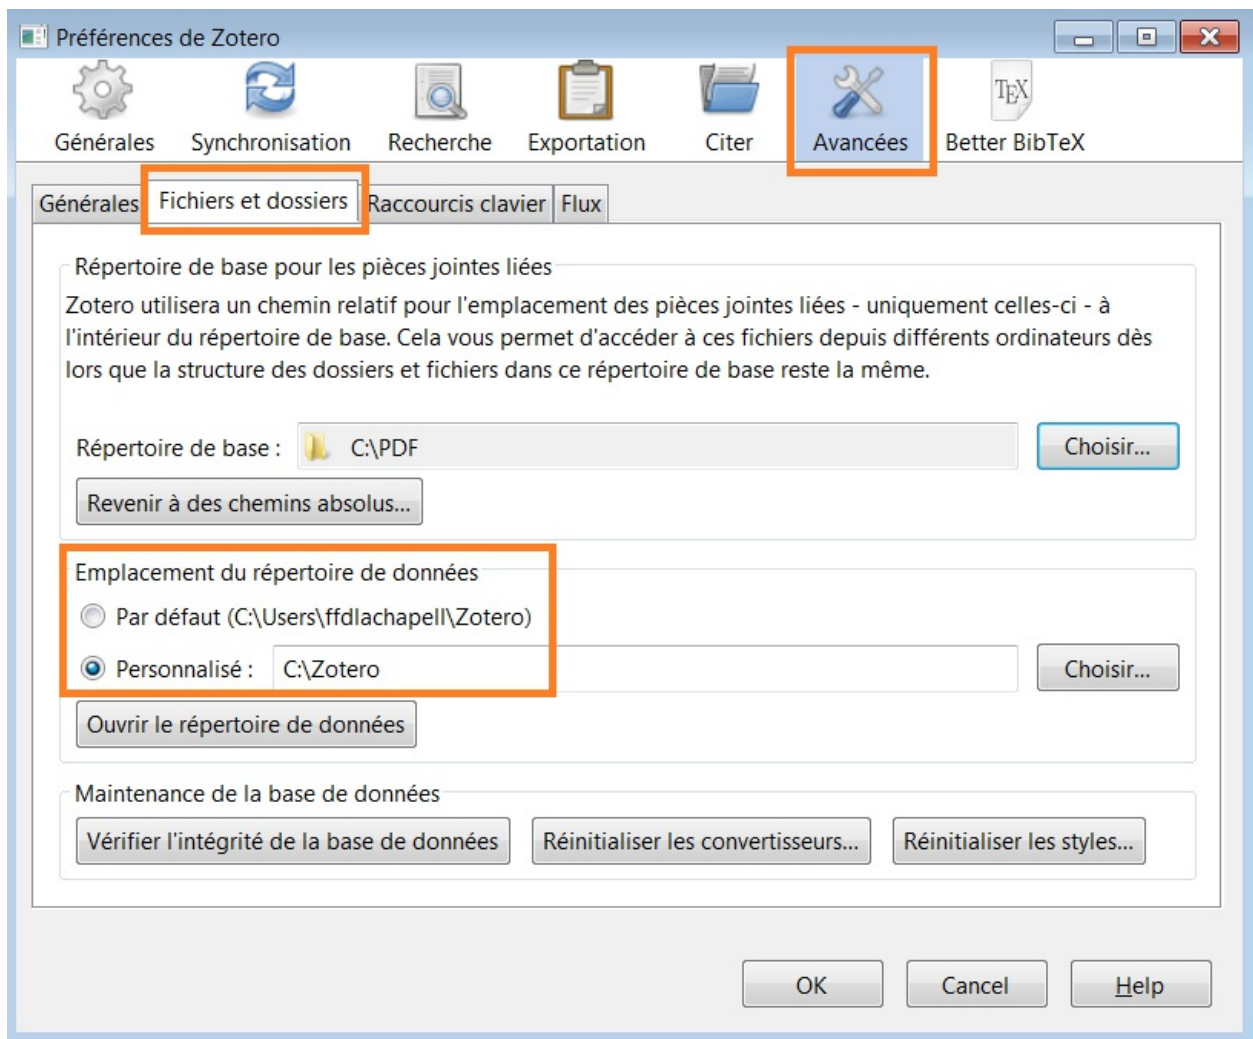 Préférences de Zotero
Générales Synchronisation Recherche Exportation Citer Avancées Better BibTeX
TEX
Générales Fichiers et dossiers Raccourcis clavier Flux
Répertoire de base pour les pièces jointes liées
Zotero utilisera un chemin relatif pour l'emplacement des pièces jointes liées - uniquement celles-ci - à
l'intérieur du répertoire de base. Cela vous permet d'accéder à ces fichiers depuis différents ordinateurs dès
lors que la structure des dossiers et fichiers dans ce répertoire de base reste la même.
Répertoire de base : C:\PDF Choisir...
Revenir à des chemins absolus...
Emplacement du répertoire de données
Par défaut (C:\Users\ffdlachapell\Zotero)
Personnalisé : C:\Zotero Choisir...
Ouvrir le répertoire de données
Maintenance de la base de données
Vérifier l'intégrité de la base de données Réinitialiser les convertisseurs... Réinitialiser les styles...
OK Cancel Help